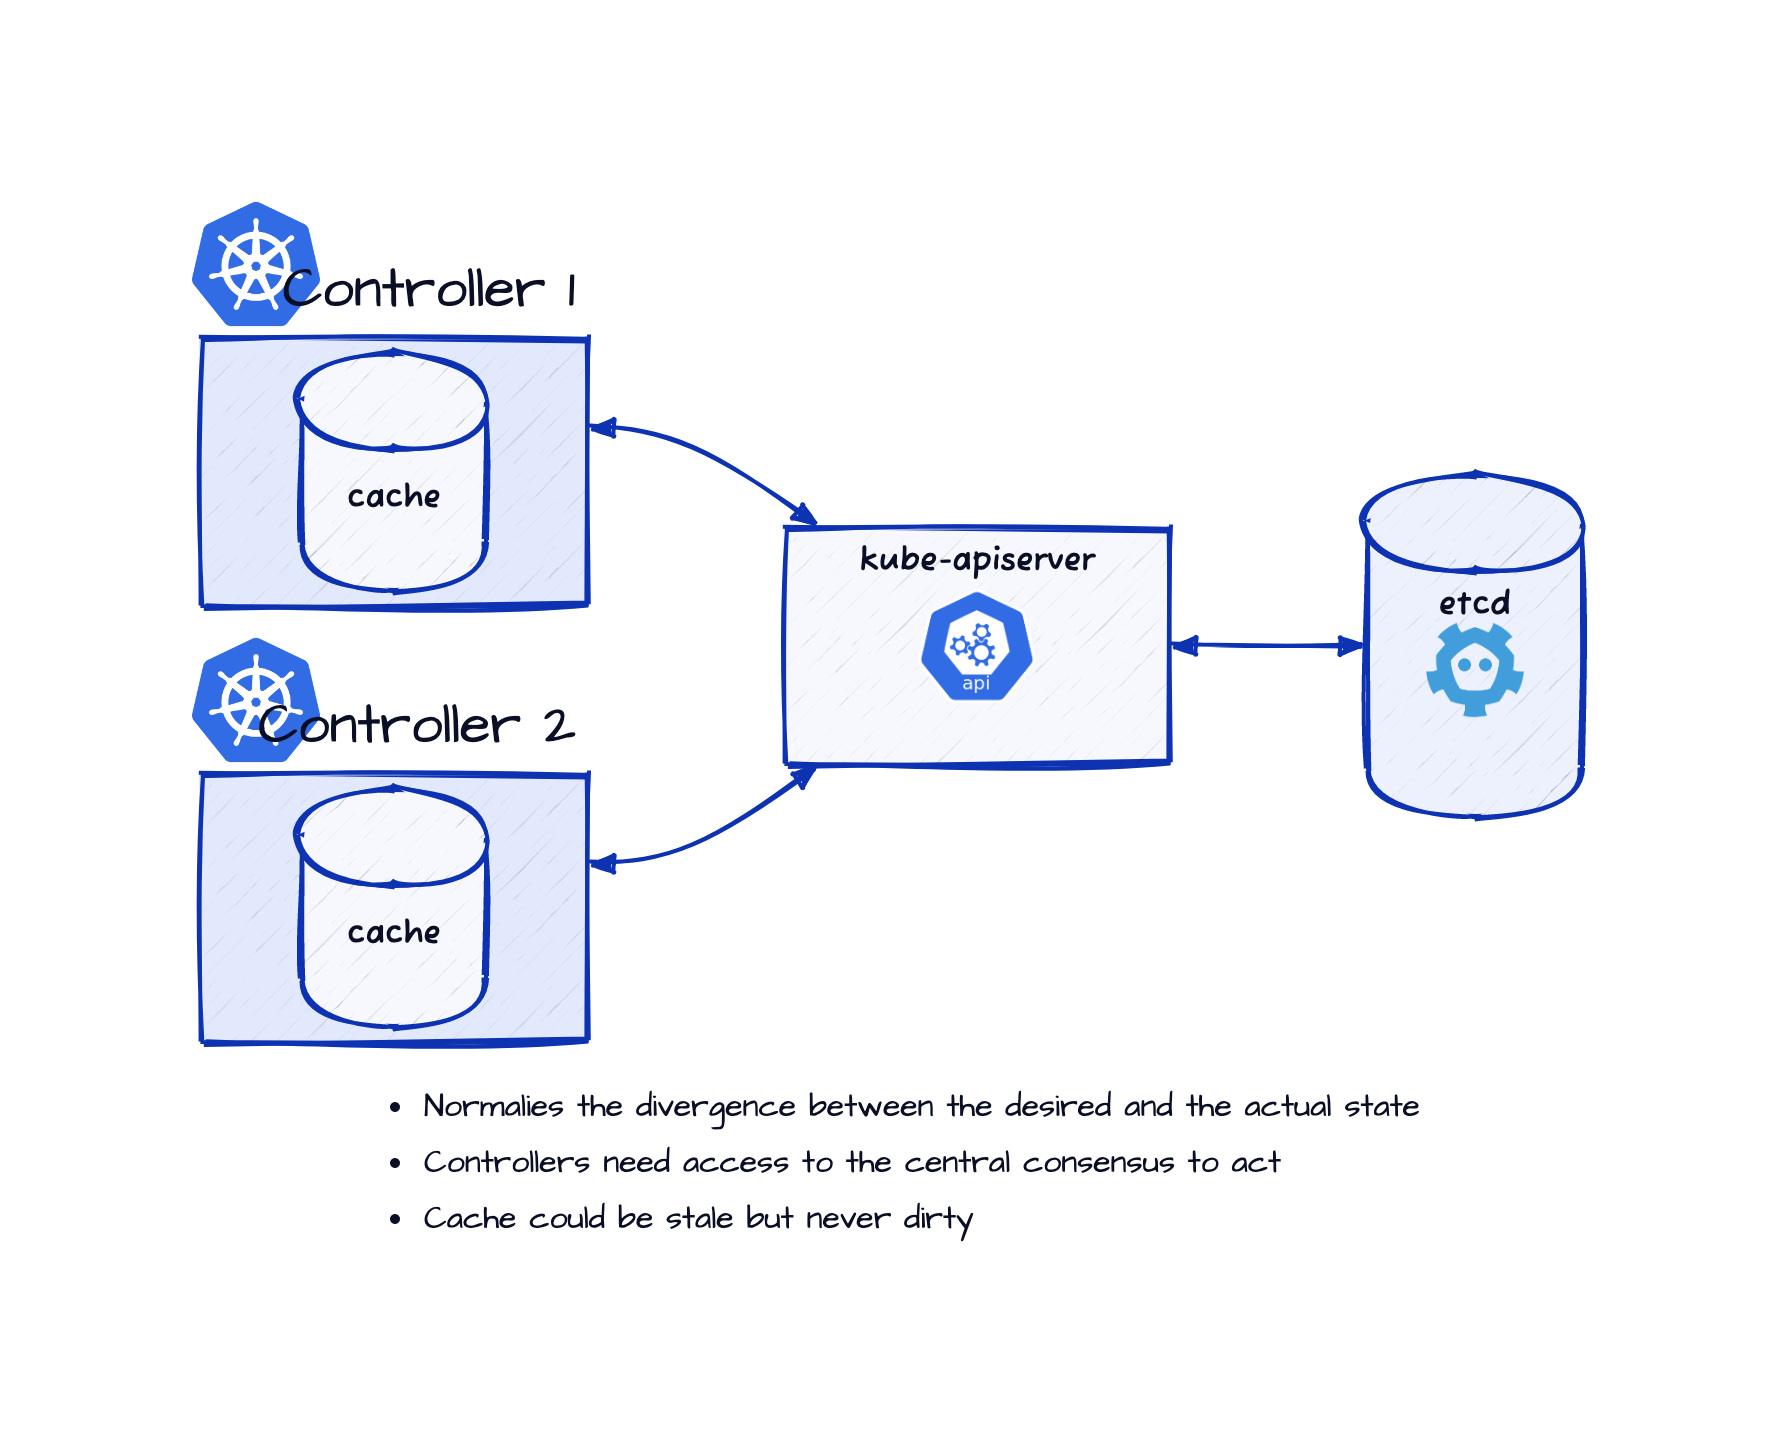 Controller 1
cache
kube-apiserver
api
etcd
Controller 2
cache
• Normalies the divergence between the desired and the actual state
• Controllers need access to the central consensus to act
• Cache could be stale but never dirty